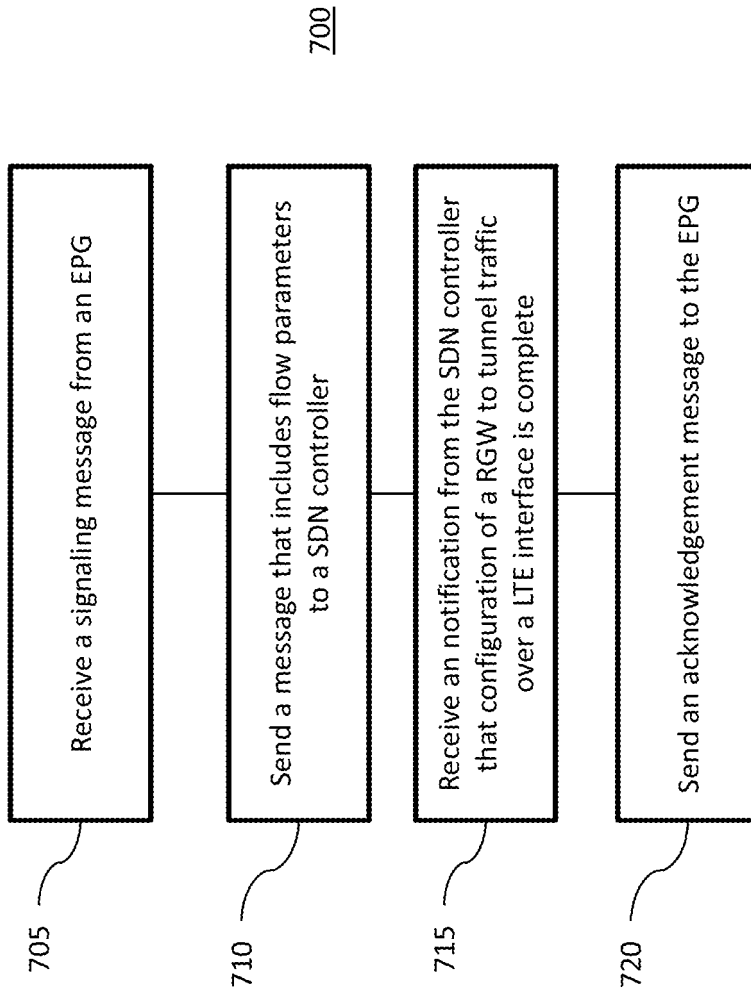 700
705
Receive a signaling message from an EPG
710
Send a message that includes flow parameters
to a SDN controller
715
Receive an notification from the SDN controller
that configuration of a RGW to tunnel traffic
over a LTE interface is complete
720
Send an acknowledgement message to the EPG